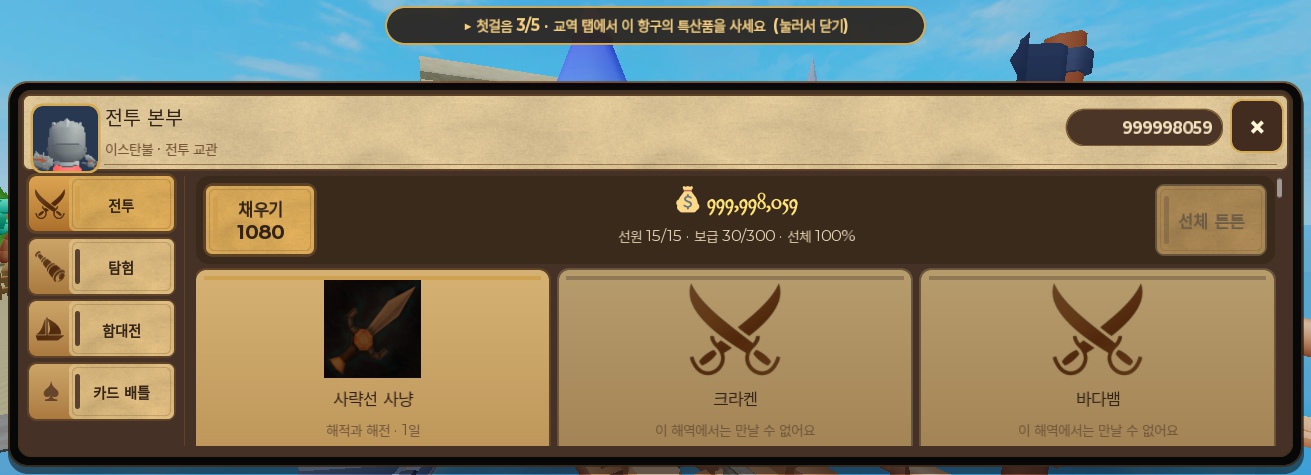 ▸ 첫걸음 3/5 · 교역 탭에서 이 항구의 특산품을 사세요 (눌러서 닫기)
전투 본부
이스탄불 · 전투 교관
999998059
×
전투
탐험
함대전
카드 배틀
채우기
1080
$ 999,998,059
선원 15/15 · 보급 30/300 · 선체 100%
선체 튼튼
사략선 사냥
해적과 해전 · 1일
크라켄
이 해역에서는 만날 수 없어요
바다뱀
이 해역에서는 만날 수 없어요